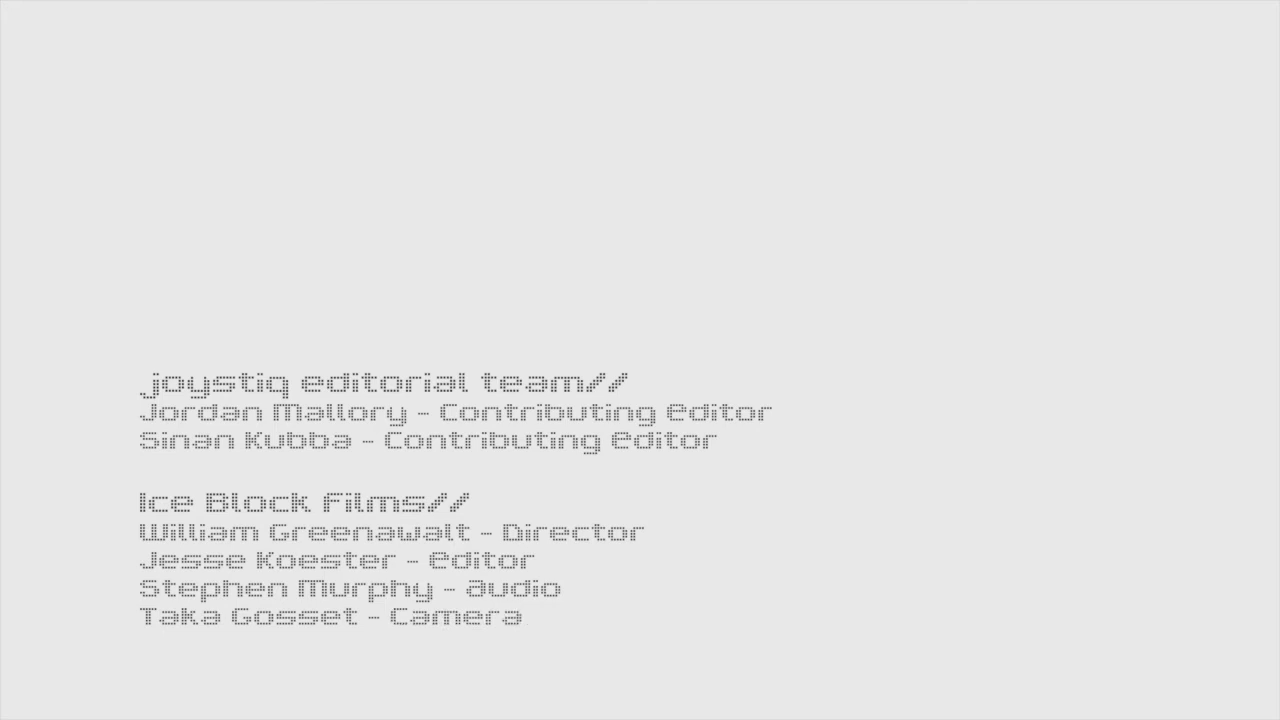 joystiq editorial team//
Jordan Mallory - Contributing Editor
Sinan Kubba - Contributing Editor
Ice Block Films//
William Greenawalt - Director
Jesse Koester - Editor
Stephen Murphy - Audio
Taka Gosset - Camera